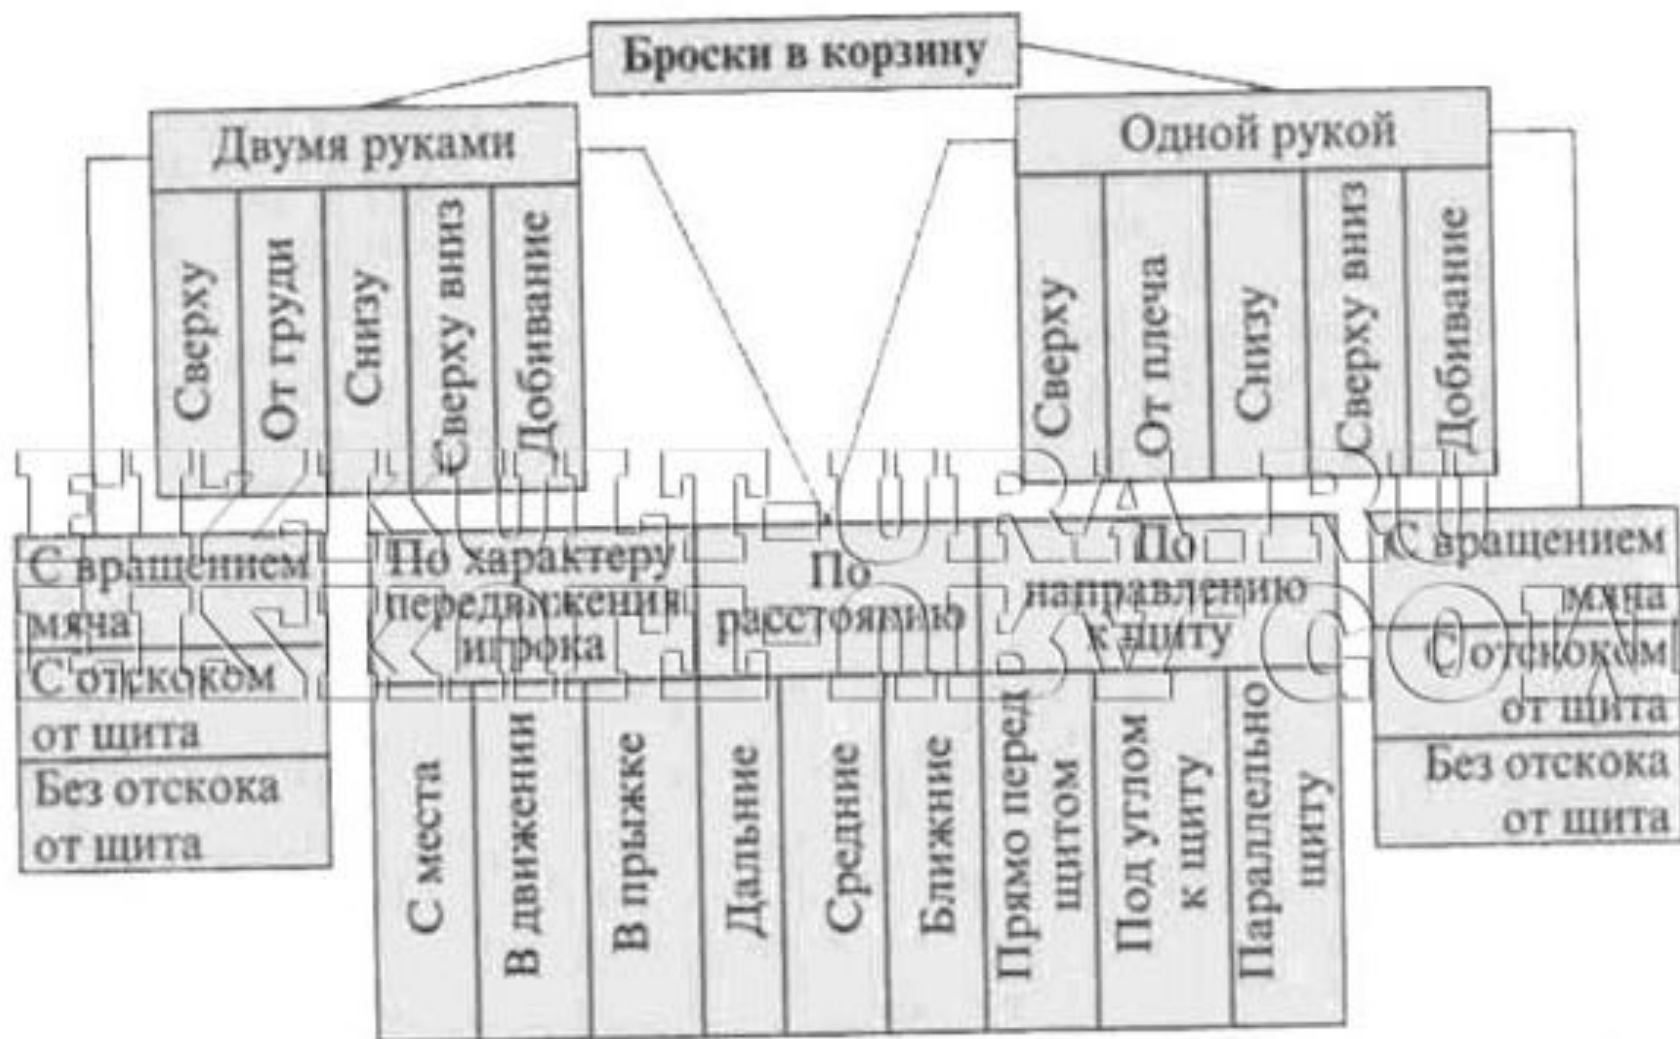 Броски в корзину
Двумя руками
Сверху
От груди
Снизу
Сверху вниз
Добивание
Одной рукой
Сверху
От плеча
Снизу
Сверху вниз
Добивание
С вращением
мяча
С отскоком
от щита
Без отскока
от щита
По характеру
передвижения
игрока
С места
В движении
В прыжке
По
расстоянию
Дальние
Средние
Ближние
По
направлению
к щиту
Прямо перед
щитом
Под углом
к щиту
Параллельно
щиту
С вращением
мяча
С отскоком
от щита
Без отскока
от щита